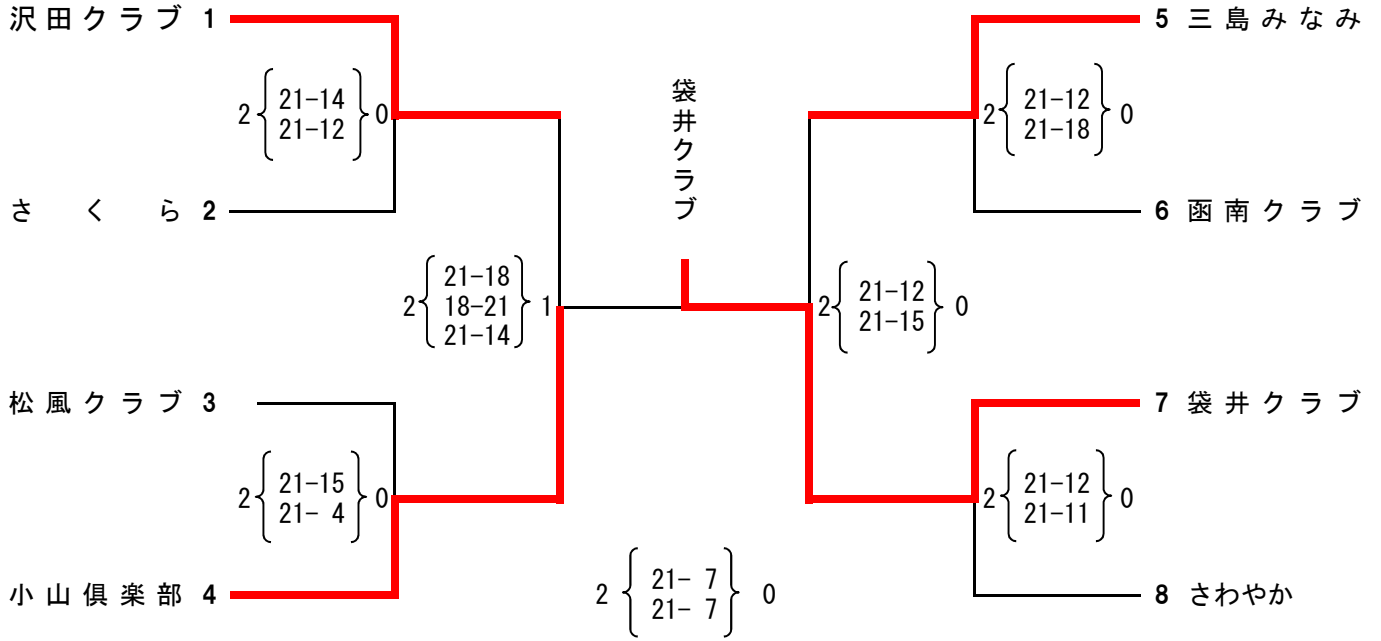 沢田クラブ 1
2 { 21-14 21-12 } 0
さくら 2
2 { 21-18 18-21 21-14 } 1
松風クラブ 3
2 { 21-15 21- 4 } 0
小山倶楽部 4
袋井クラブ
2 { 21- 7 21- 7 } 0
5 三島みなみ
2 { 21-12 21-18 } 0
6 函南クラブ
2 { 21-12 21-15 } 0
7 袋井クラブ
2 { 21-12 21-11 } 0
8 さわやか